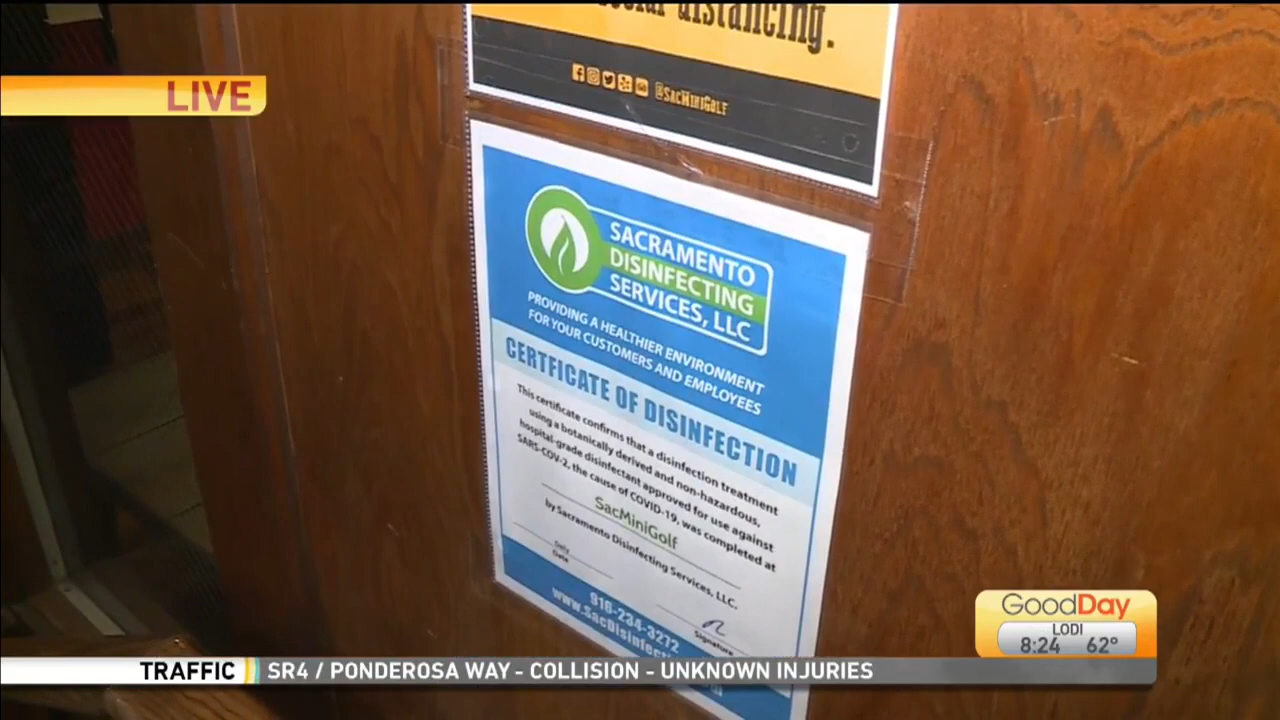 social distancing.
LIVE
@SacMiniGolf
SACRAMENTO
DISINFECTING
SERVICES, LLC
PROVIDING A HEALTHIER ENVIRONMENT
FOR YOUR CUSTOMERS AND EMPLOYEES
CERTFICATE OF DISINFECTION
This certificate confirms that a disinfection treatment
using a botanically derived and non-hazardous,
hospital-grade disinfectant approved for use against
SARS-COV-2, the cause of COVID-19, was completed at
SacMiniGolf
by Sacramento Disinfecting Services, LLC.
Date
Signature
916-234-3272
GoodDay
LODI
8:24 62°
TRAFFIC SR4 / PONDEROSA WAY - COLLISION - UNKNOWN INJURIES